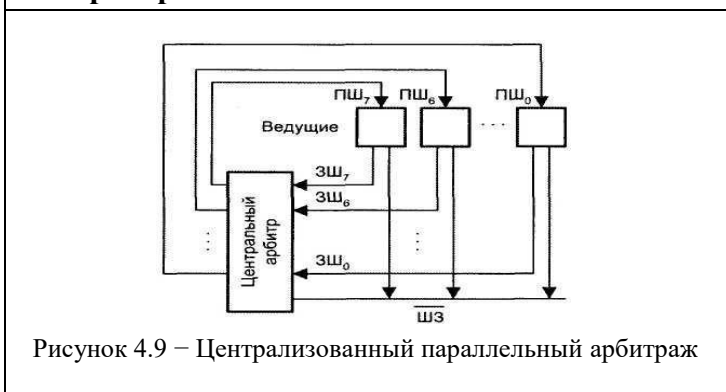 ПШ₇ ПШ₆ ПШ₀
Ведущие
ЗШ₇
ЗШ₆
ЗШ₀
Центральный
арбитр
ШЗ
Рисунок 4.9 − Централизованный параллельный арбитраж